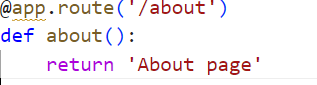 @app.route('/about')
def about():
    return 'About page'